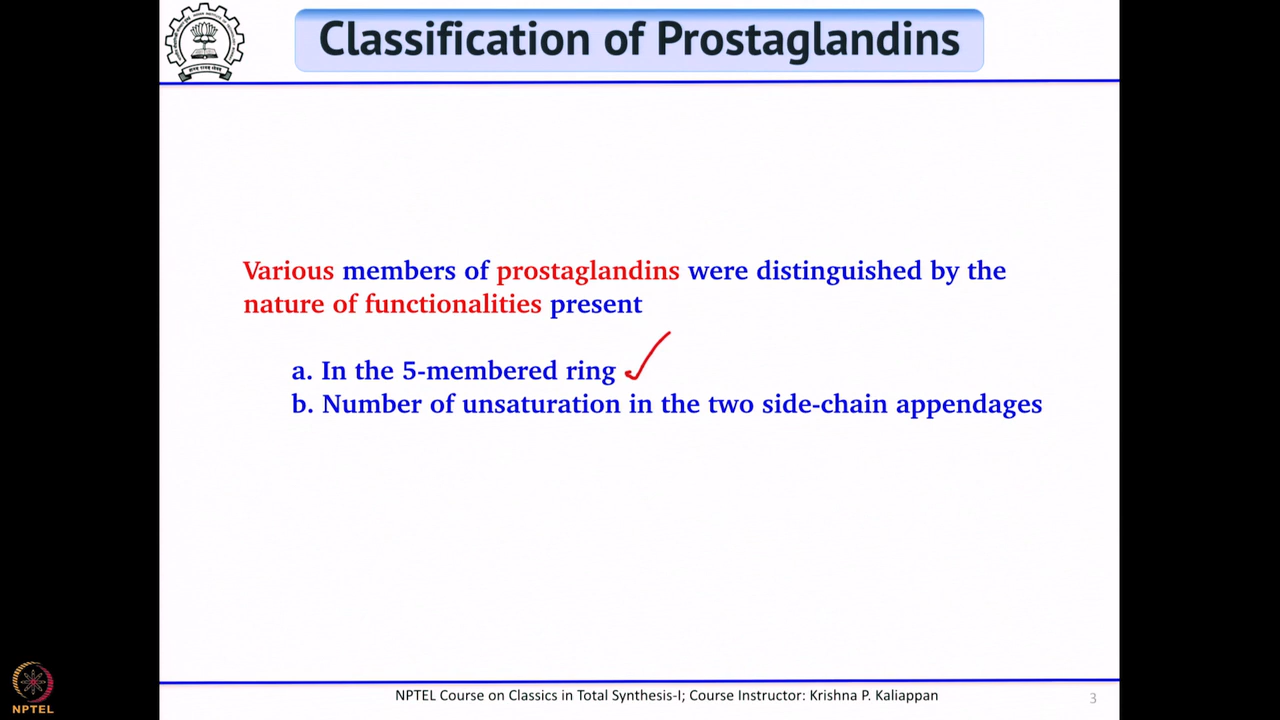 Classification of Prostaglandins
Various members of prostaglandins were distinguished by the
nature of functionalities present
a. In the 5-membered ring
b. Number of unsaturation in the two side-chain appendages
NPTEL Course on Classics in Total Synthesis-I; Course Instructor: Krishna P. Kaliappan
3
NPTEL